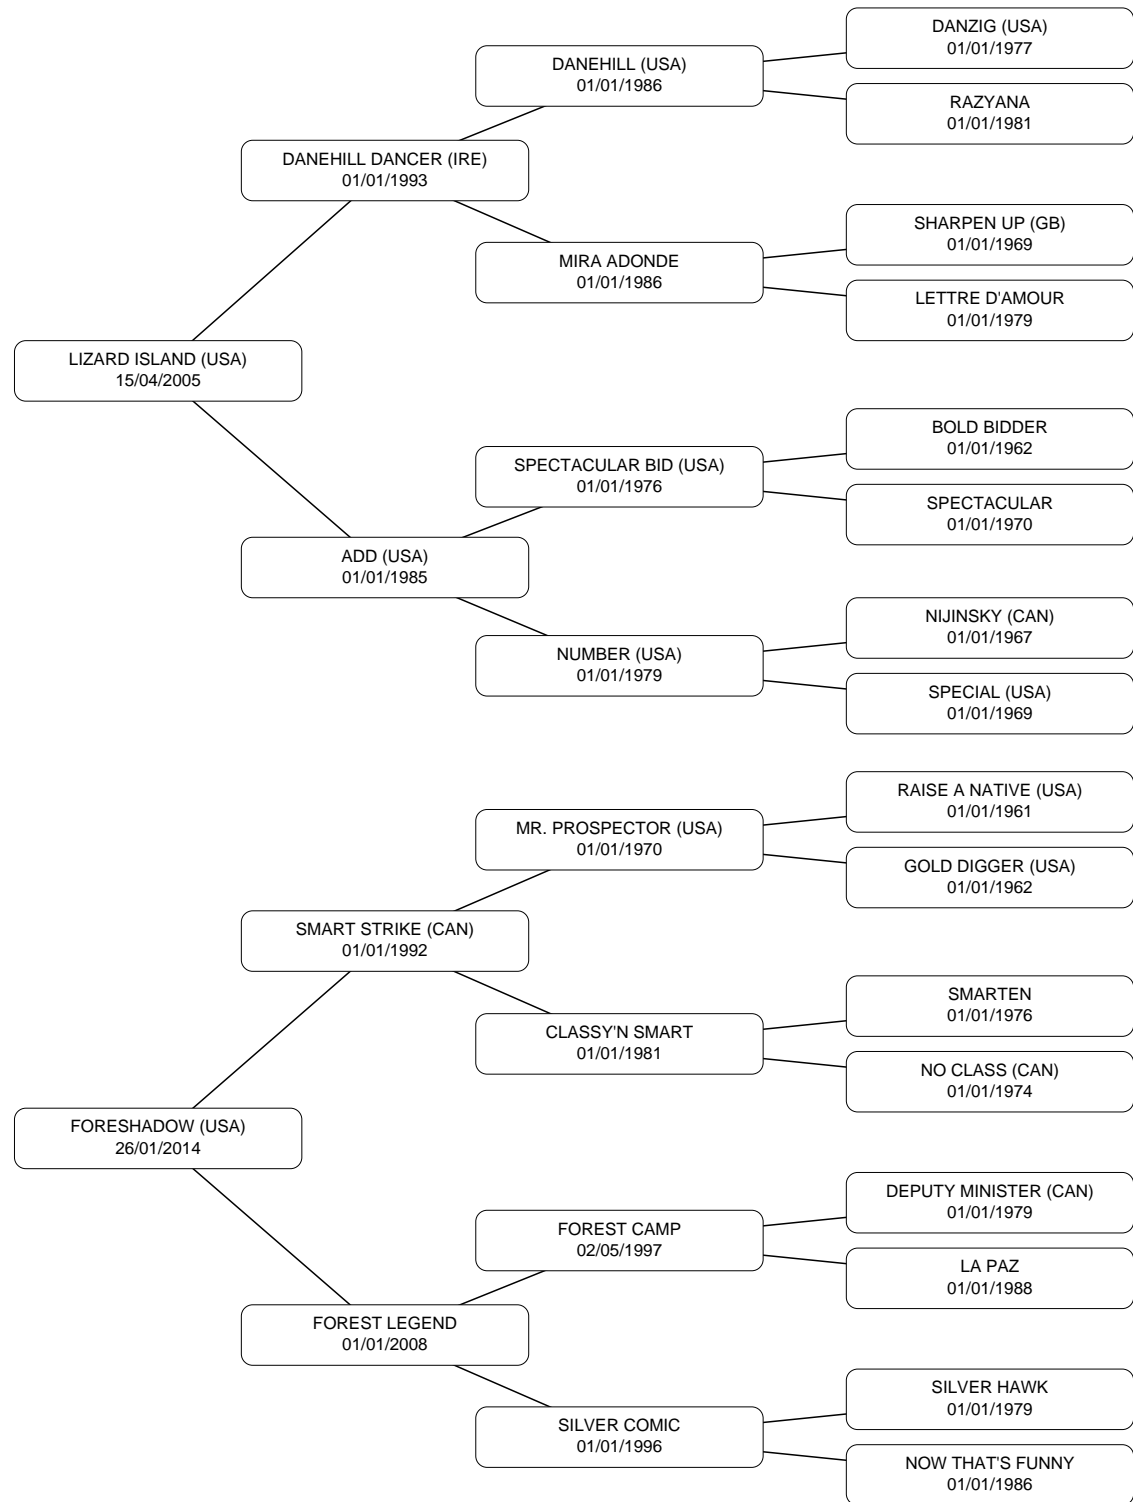 DANZIG (USA)
01/01/1977
DANEHILL (USA)
01/01/1986
RAZYANA
01/01/1981
DANEHILL DANCER (IRE)
01/01/1993
SHARPEN UP (GB)
01/01/1969
MIRA ADONDE
01/01/1986
LETTRE D'AMOUR
01/01/1979
LIZARD ISLAND (USA)
15/04/2005
BOLD BIDDER
01/01/1962
SPECTACULAR BID (USA)
01/01/1976
SPECTACULAR
01/01/1970
ADD (USA)
01/01/1985
NIJINSKY (CAN)
01/01/1967
NUMBER (USA)
01/01/1979
SPECIAL (USA)
01/01/1969
RAISE A NATIVE (USA)
01/01/1961
MR. PROSPECTOR (USA)
01/01/1970
GOLD DIGGER (USA)
01/01/1962
SMART STRIKE (CAN)
01/01/1992
SMARTEN
01/01/1976
CLASSY'N SMART
01/01/1981
NO CLASS (CAN)
01/01/1974
FORESHADOW (USA)
26/01/2014
DEPUTY MINISTER (CAN)
01/01/1979
FOREST CAMP
02/05/1997
LA PAZ
01/01/1988
FOREST LEGEND
01/01/2008
SILVER HAWK
01/01/1979
SILVER COMIC
01/01/1996
NOW THAT'S FUNNY
01/01/1986